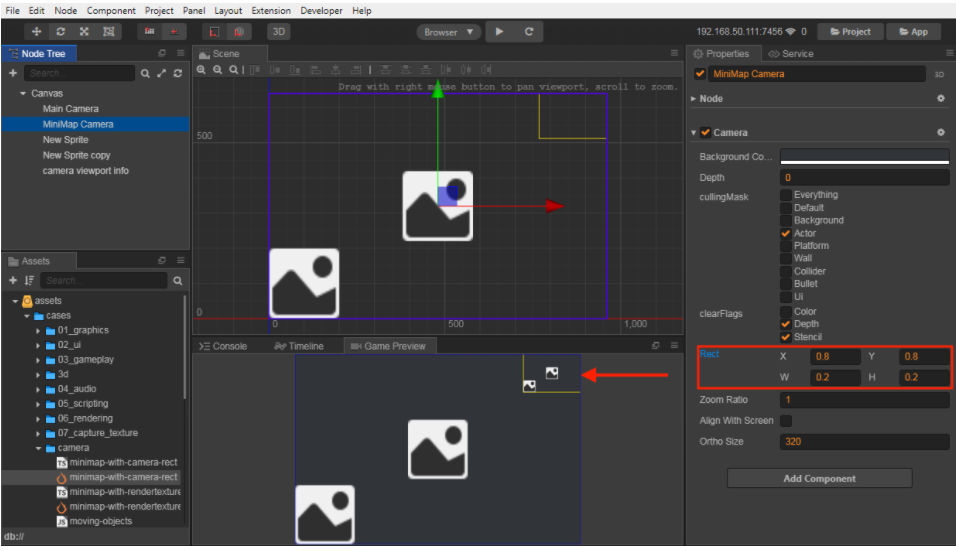 File Edit Node Component Project Panel Layout Extension Developer Help
3D Browser 192.168.50.111:7456 0 Project App
Node Tree
Search...
Canvas
Main Camera
MiniMap Camera
New Sprite
New Sprite copy
camera viewport info
Assets
Search...
assets
cases
01_graphics
02_ui
03_gameplay
3d
04_audio
05_scripting
06_rendering
07_capture_texture
camera
TS minimap-with-camera-rect
minimap-with-camera-rect
TS minimap-with-rendertexture
minimap-with-rendertexture
JS moving-objects
db://
Scene
Drag with right mouse button to pan viewport, scroll to zoom.
500
0
0 500 1,000
Console Timeline Game Preview
Properties Service
MiniMap Camera 3D
Node
Camera
Background Co...
Depth 0
cullingMask Everything
Default
Background
Actor
Platform
Wall
Collider
Bullet
Ui
clearFlags Color
Depth
Stencil
Rect X 0.8 Y 0.8
W 0.2 H 0.2
Zoom Ratio 1
Align With Screen
Ortho Size 320
Add Component